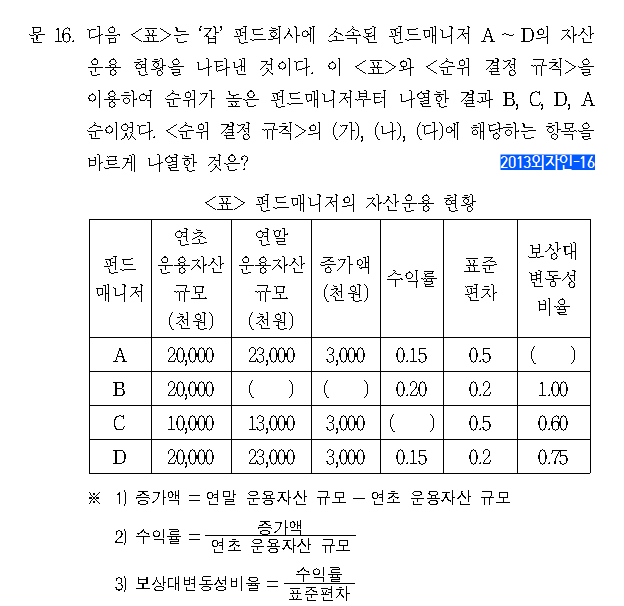 문 16. 다음 <표>는 ‘갑’ 펀드회사에 소속된 펀드매니저 A ~ D의 자산
운용 현황을 나타낸 것이다. 이 <표>와 <순위 결정 규칙>을
이용하여 순위가 높은 펀드매니저부터 나열한 결과 B, C, D, A
순이었다. <순위 결정 규칙>의 (가), (나), (다)에 해당하는 항목을
바르게 나열한 것은? 2013외자인-16
<표> 펀드매니저의 자산운용 현황
펀드매니저 연초 운용자산 규모 (천원) 연말 운용자산 규모 (천원) 증가액 (천원) 수익률 표준편차 보상대변동성비율
A 20,000 23,000 3,000 0.15 0.5 ( )
B 20,000 ( ) ( ) 0.20 0.2 1.00
C 10,000 13,000 3,000 ( ) 0.5 0.60
D 20,000 23,000 3,000 0.15 0.2 0.75
※ 1) 증가액 = 연말 운용자산 규모 − 연초 운용자산 규모
2) 수익률 = 증가액 / 연초 운용자산 규모
3) 보상대변동성비율 = 수익률 / 표준편차